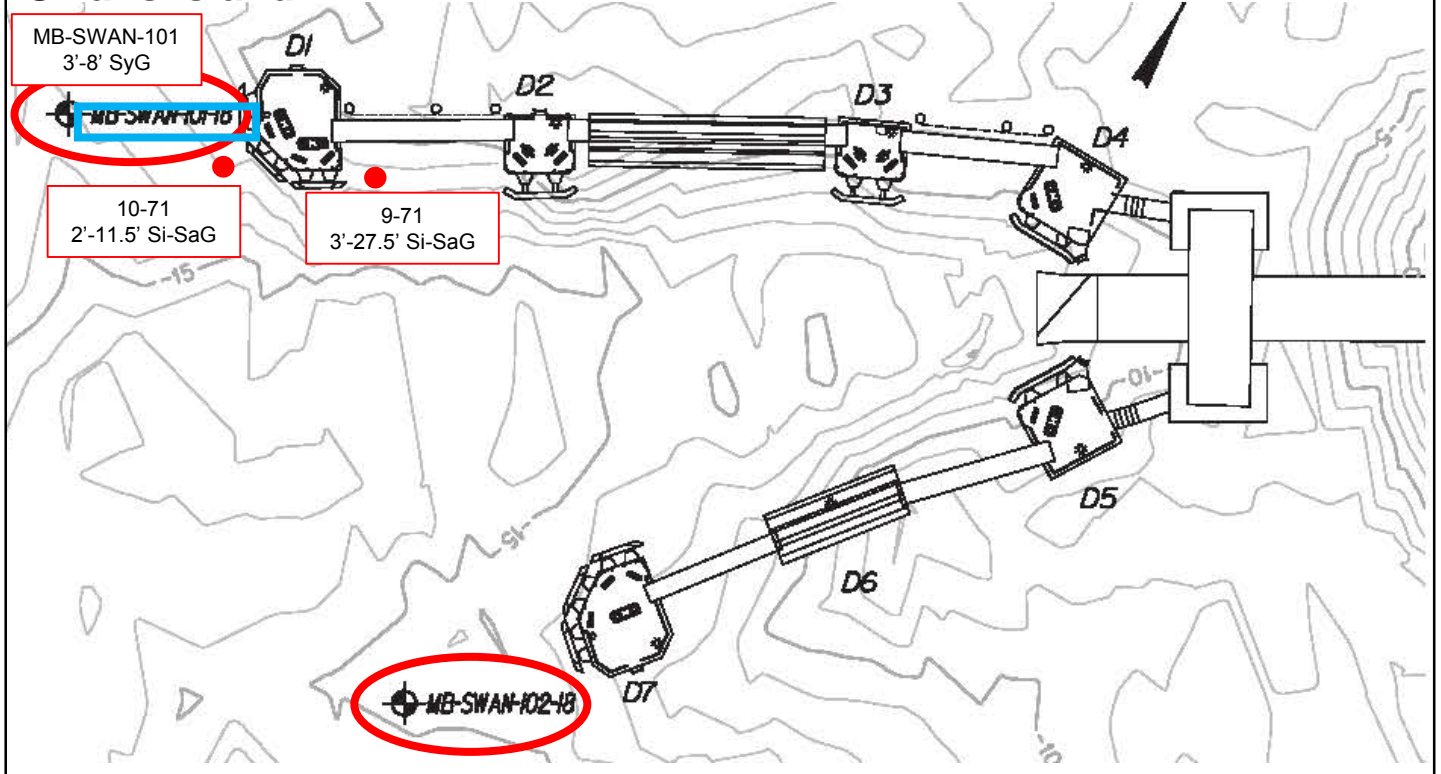 MB-SWAN-101
3'-8' SyG
MB-SWAN-101-18
D1
D2
D3
D4
10-71
2'-11.5' Si-SaG
9-71
3'-27.5' Si-SaG
-5
-15
-10
-15
D5
D6
D7
MB-SWAN-102-18
-10